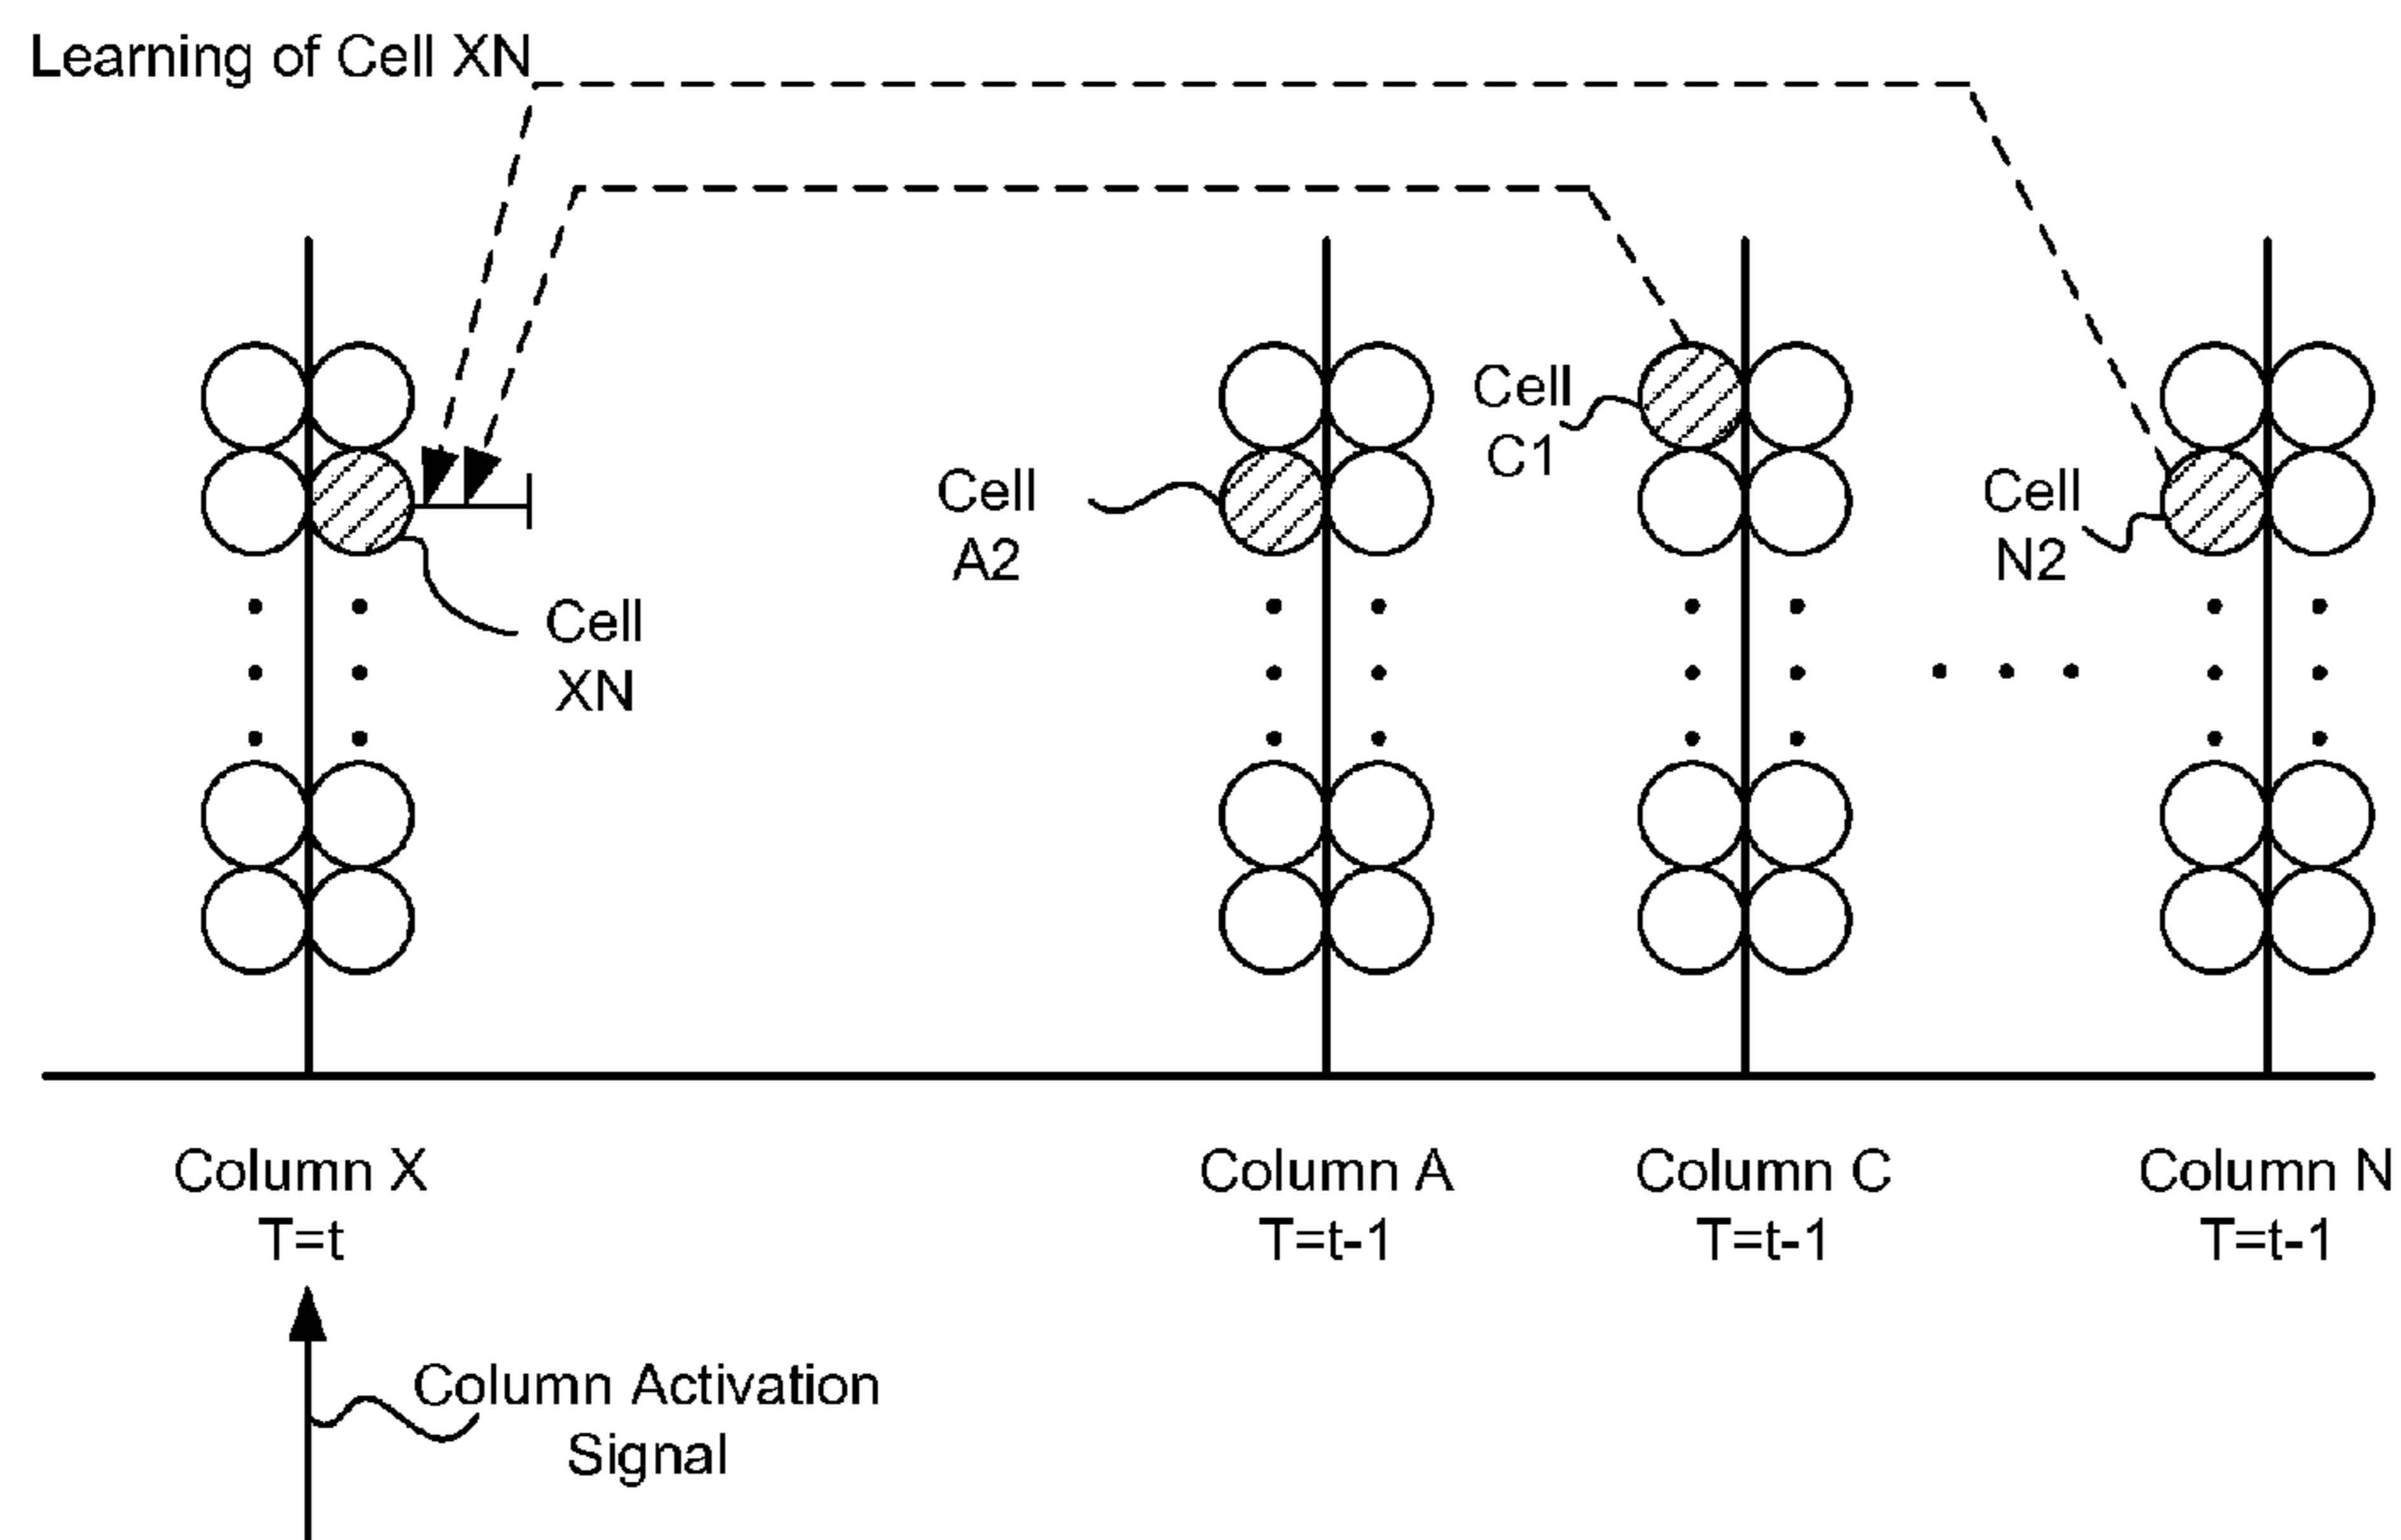 Learning of Cell XN
Cell
C1
Cell
A2
Cell
N2
Cell
XN
Column X
T=t
Column A
T=t-1
Column C
T=t-1
Column N
T=t-1
Column Activation
Signal